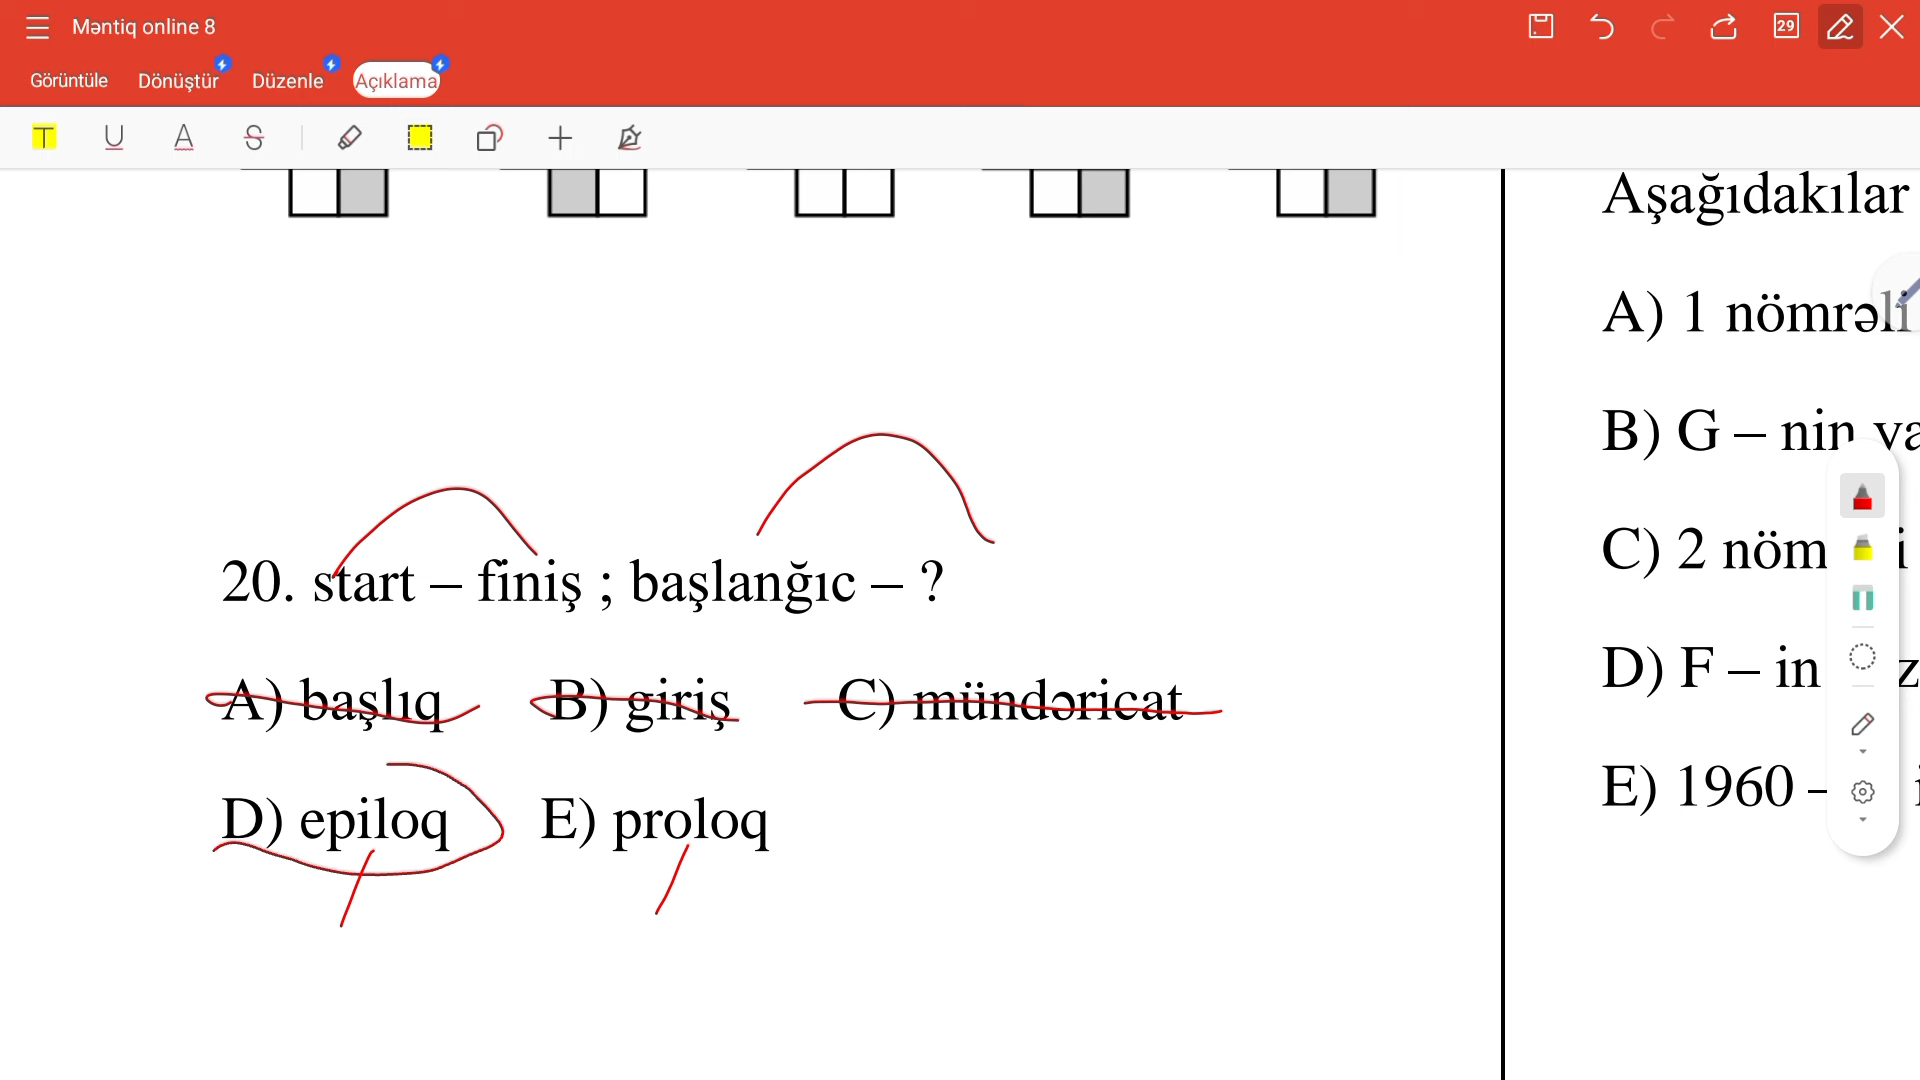 Məntiq online 8
29
Görüntüle Dönüştür Düzenle Açıklama
20. start – finiş ; başlanğıc – ?
A) başlıq B) giriş C) mündəricat
D) epiloq E) proloq
Aşağıdakılar
A) 1 nömrəli
B) G – nin
C) 2
D) F – in
E) 1960 –